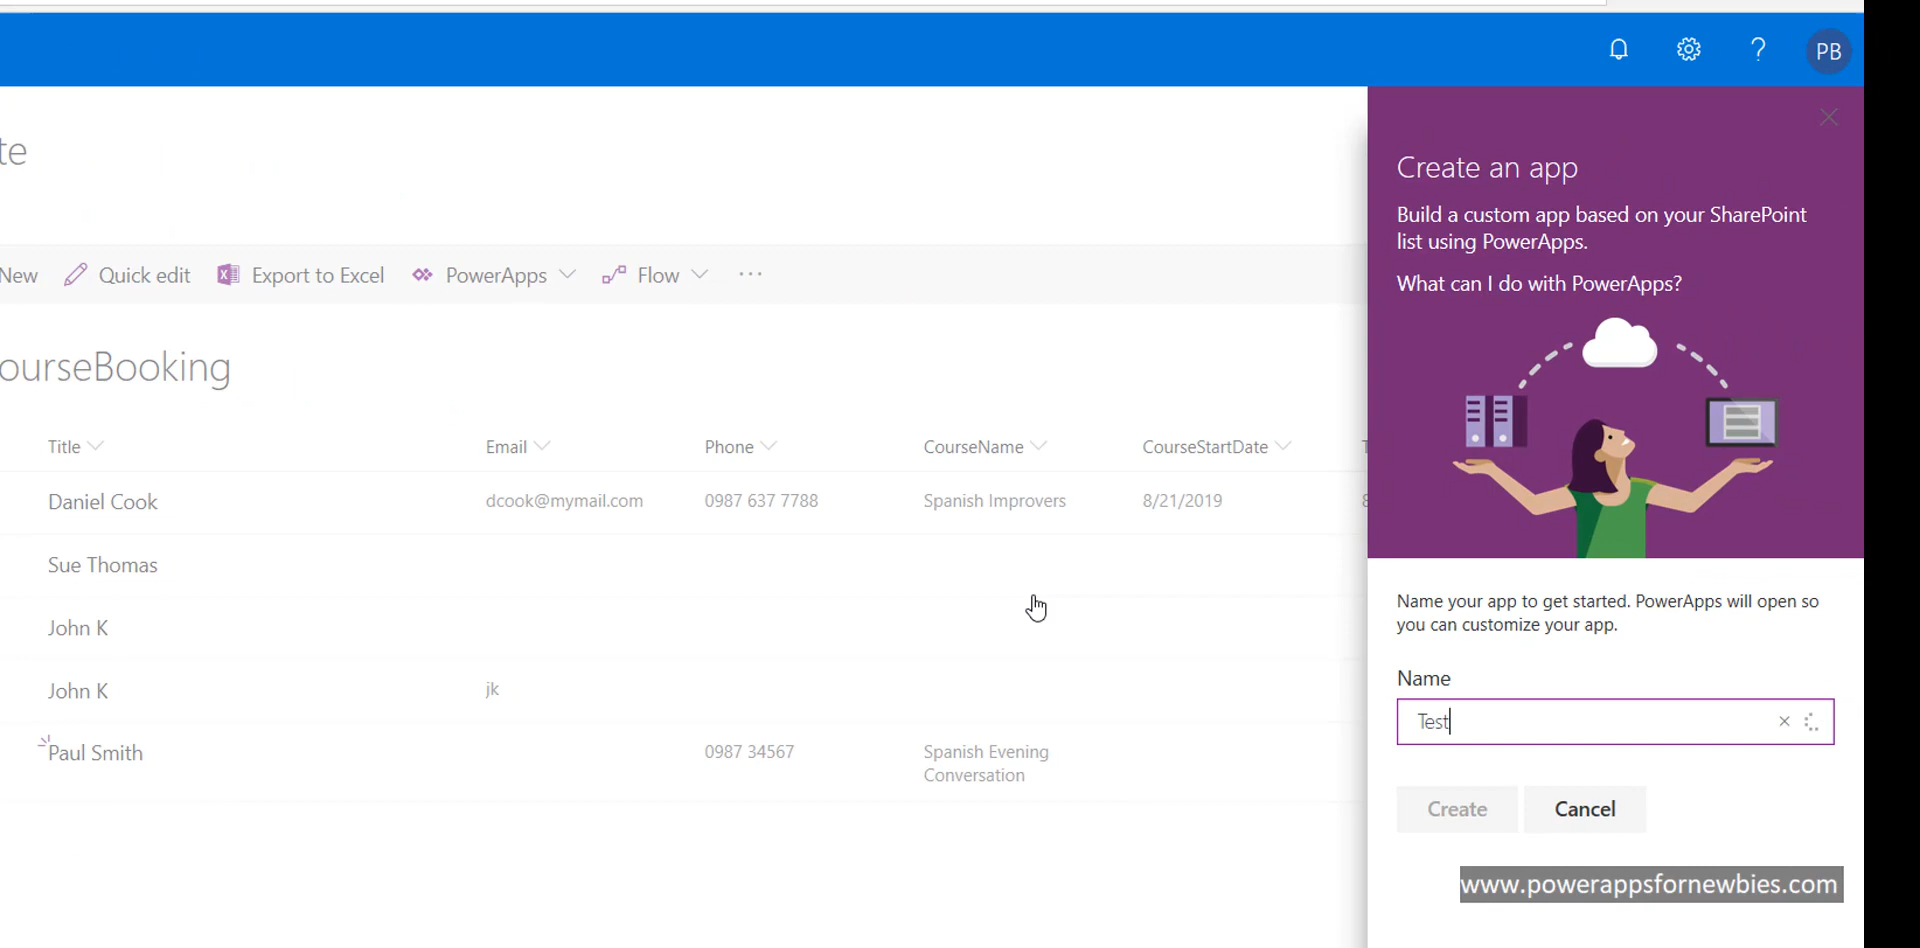 PB
te
New Quick edit Export to Excel PowerApps Flow ···
ourseBooking
Title Email Phone CourseName CourseStartDate T
Daniel Cook dcook@mymail.com 0987 637 7788 Spanish Improvers 8/21/2019 8
Sue Thomas
John K
John K jk
Paul Smith 0987 34567 Spanish Evening
Conversation
Create an app
Build a custom app based on your SharePoint
list using PowerApps.
What can I do with PowerApps?
Name your app to get started. PowerApps will open so
you can customize your app.
Name
Test
Create Cancel
www.powerappsfornewbies.com